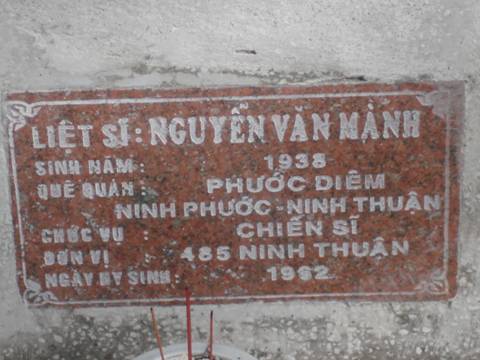 LIỆT SĨ: NGUYỄN VĂN MẢNH
SINH NĂM: 1938
QUÊ QUÁN: PHƯỚC DIÊM
NINH PHƯỚC-NINH THUẬN
CHỨC VỤ: CHIẾN SĨ
ĐƠN VỊ: 485 NINH THUẬN
NGÀY HY SINH: 1962